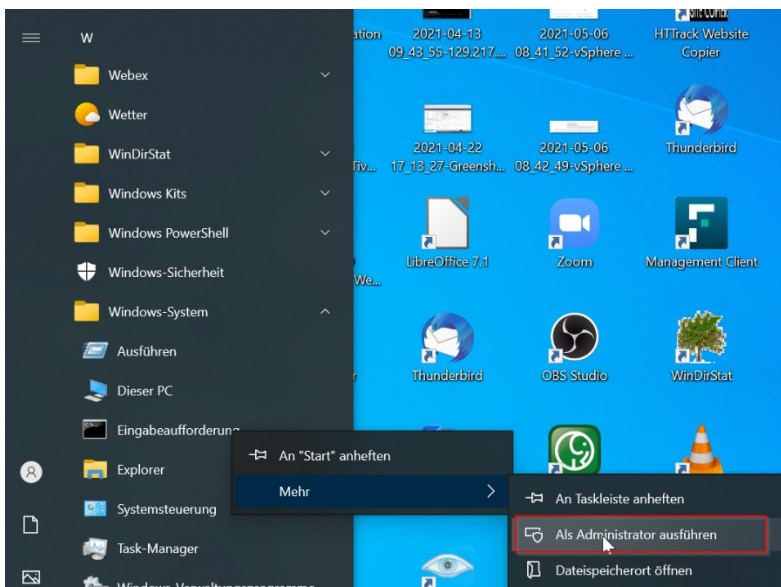 W
Webex
Wetter
WinDirStat
Windows Kits
Windows PowerShell
Windows-Sicherheit
Windows-System
Ausführen
Dieser PC
Eingabeaufforderung
Explorer
Systemsteuerung
Task-Manager
Windows-Verwaltungsprogramme
An "Start" anheften
Mehr
An Taskleiste anheften
Als Administrator ausführen
Dateispeicherort öffnen
2021-04-13
09_43_55-129.217....
2021-05-06
08_41_52-vSphere ...
HTTrack Website
Copier
2021-04-22
17_13_27-Greensh...
2021-05-06
08_42_49-vSphere ...
Thunderbird
LibreOffice 7.1
Zoom
Management Client
Thunderbird
OBS Studio
WinDirStat